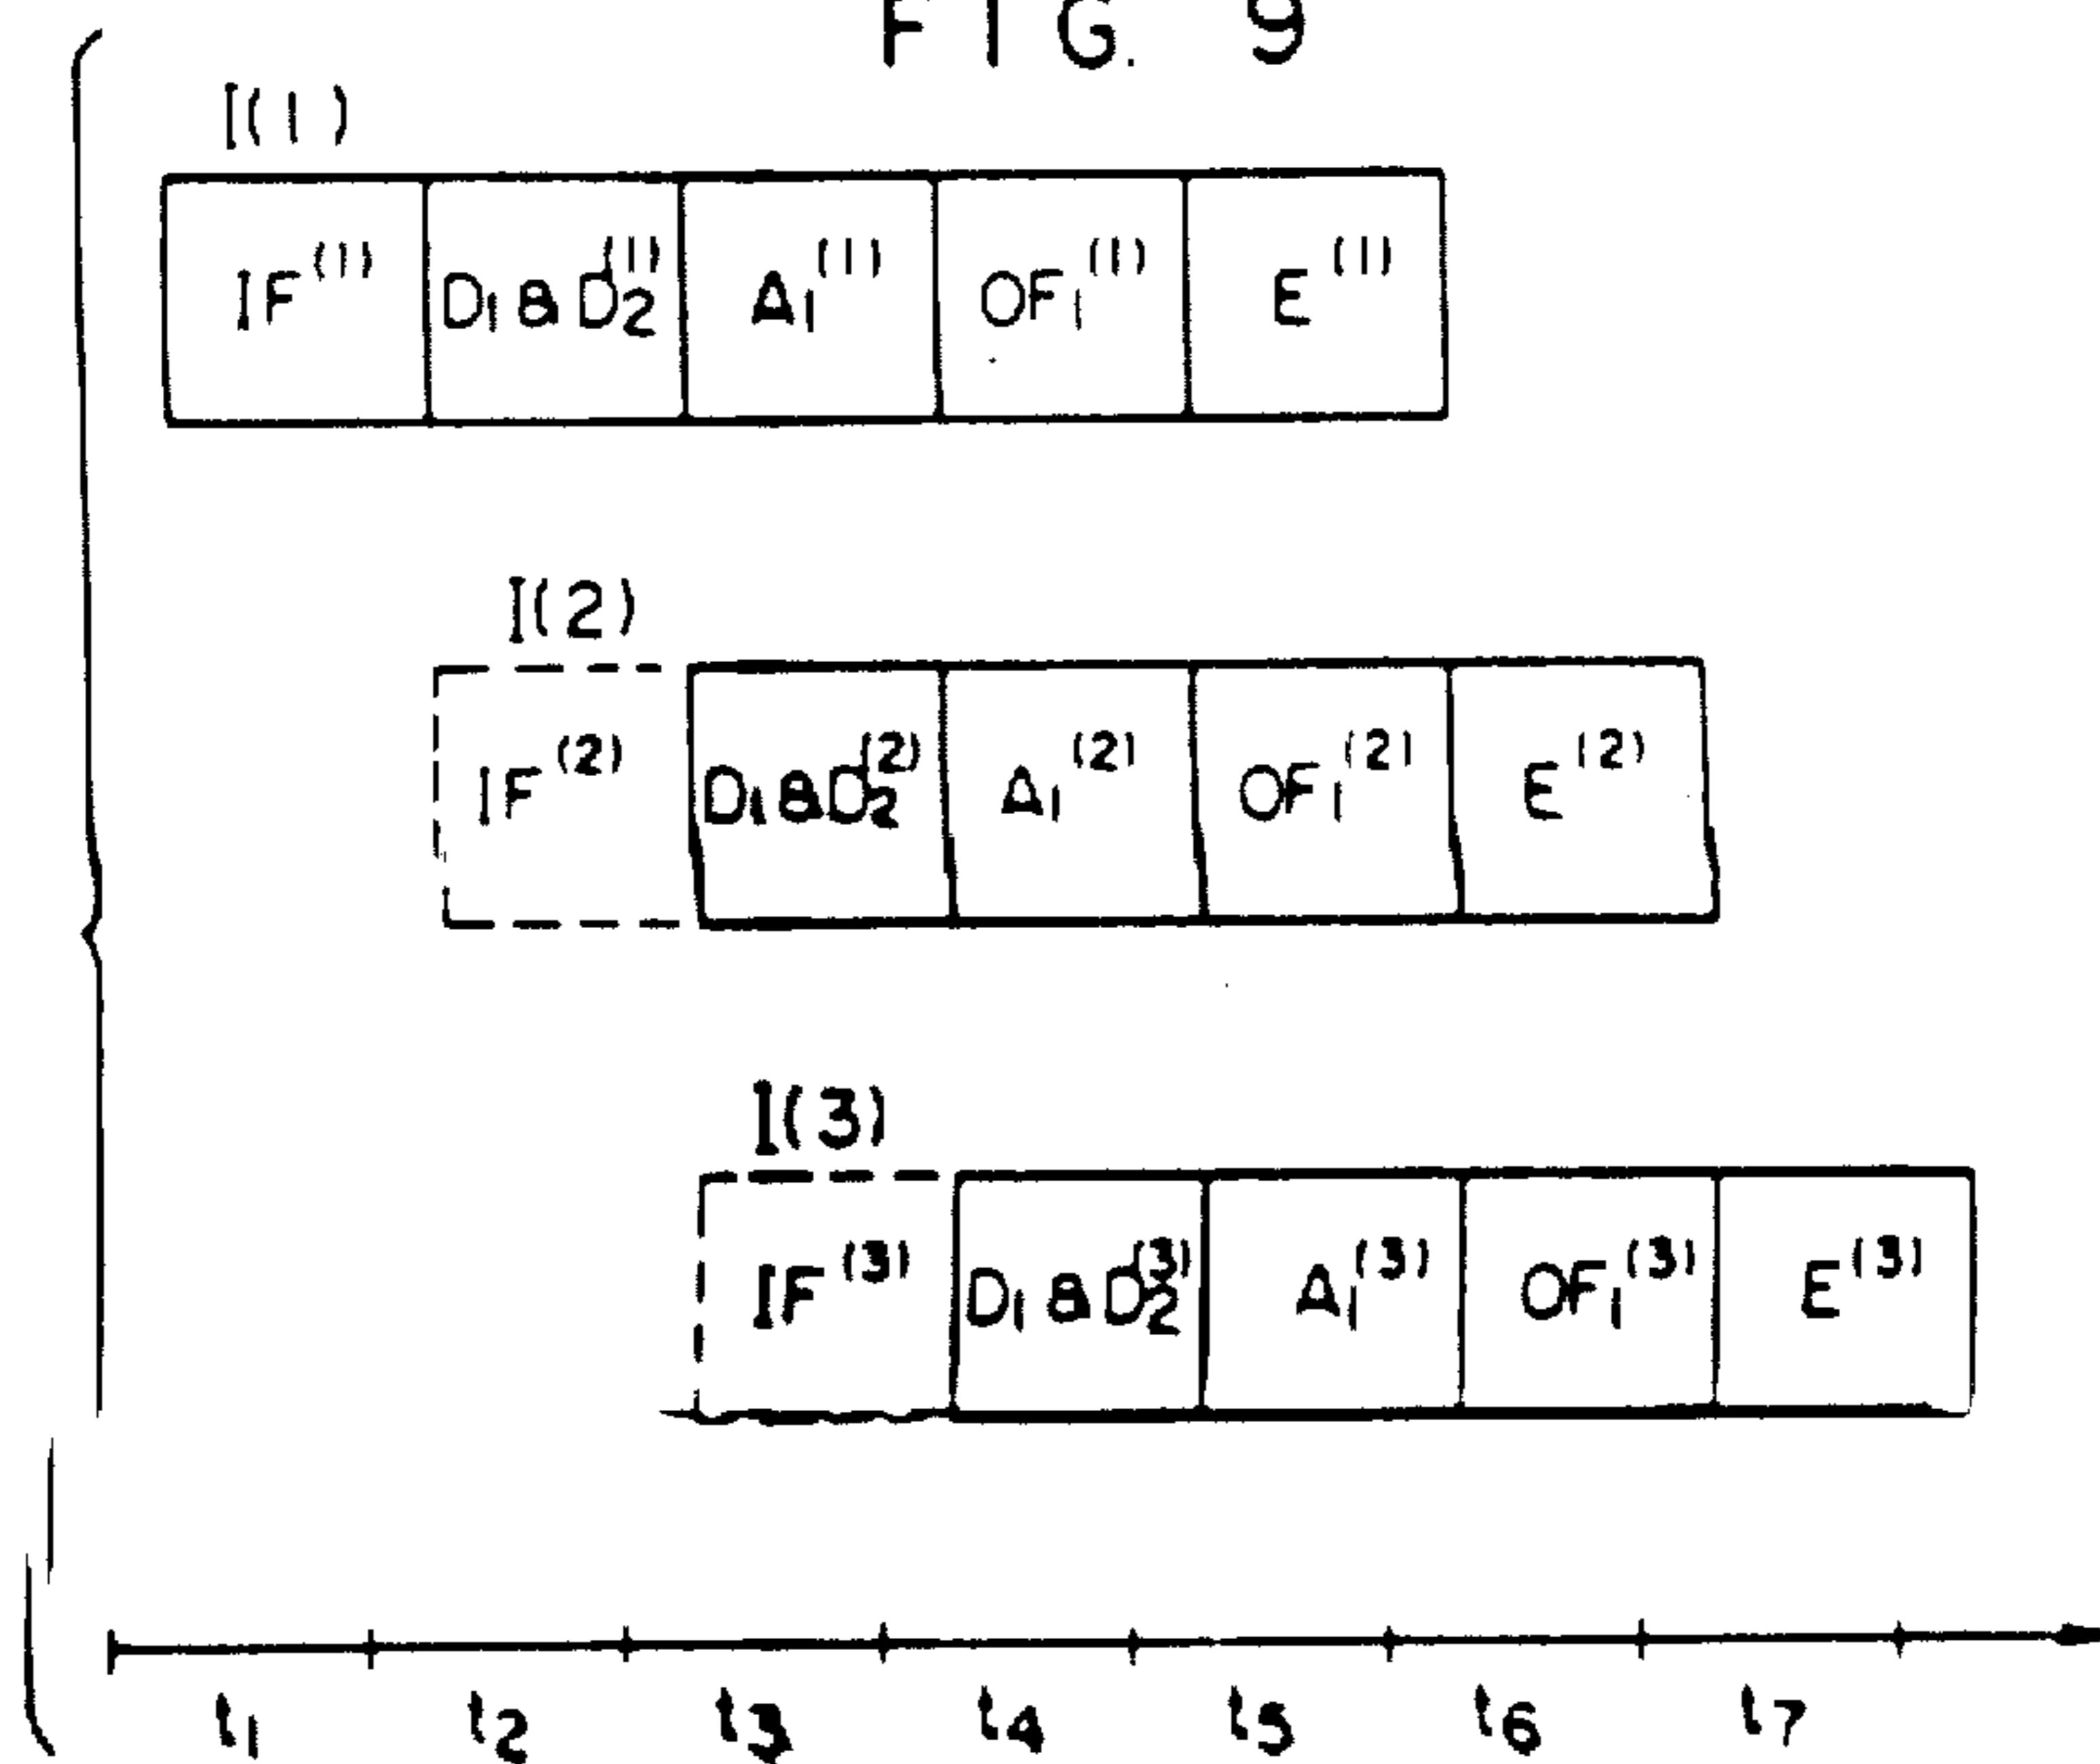 FIG. 9
I(1)
IF(1) D1&D2(1) A1(1) OF1(1) E(1)
I(2)
IF(2) D1&D2(2) A1(2) OF1(2) E(2)
I(3)
IF(3) D1&D2(3) A1(3) OF1(3) E(3)
t1 t2 t3 t4 t5 t6 t7